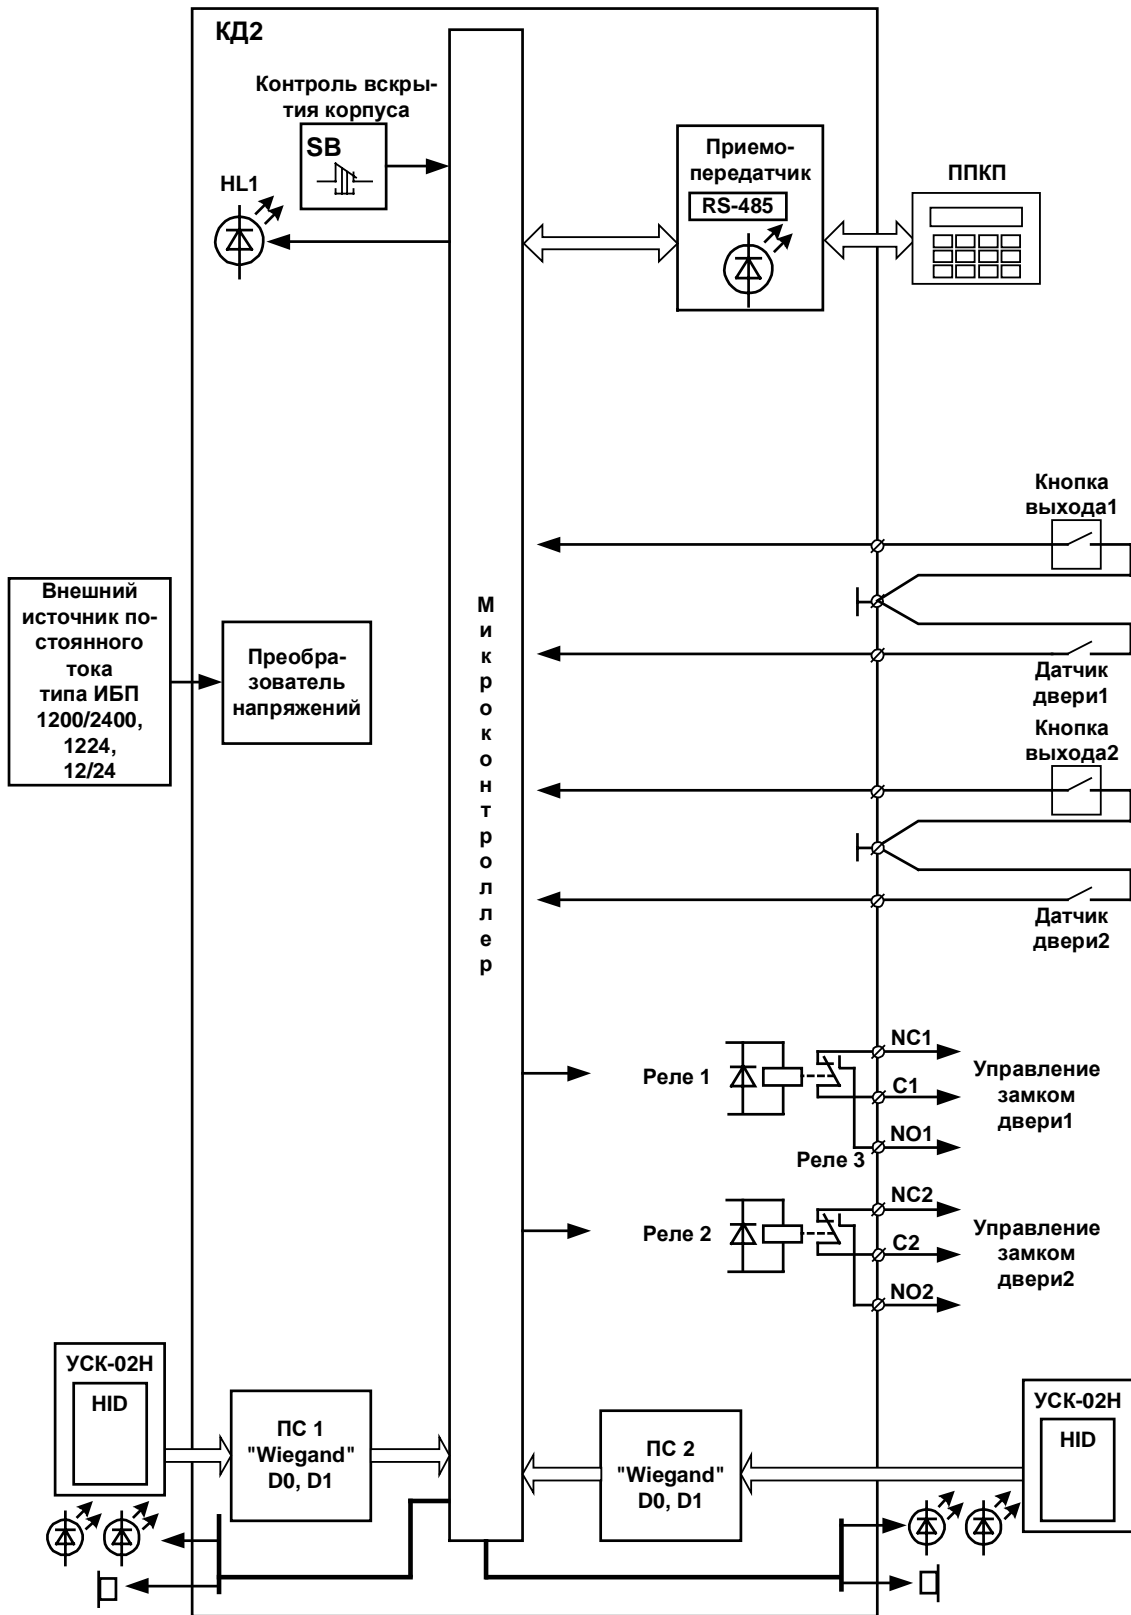 КД2
Контроль вскры-
тия корпуса
SB
HL1
Приемо-
передатчик
RS-485
ППКП
Кнопка
выхода1
Датчик
двери1
Кнопка
выхода2
Датчик
двери2
Внешний
источник по-
стоянного
тока
типа ИБП
1200/2400,
1224,
12/24
Преобра-
зователь
напряжений
Микроконтроллер
Реле 1
NC1
C1
NO1
Управление
замком
двери1
Реле 3
Реле 2
NC2
C2
NO2
Управление
замком
двери2
УСК-02Н
HID
ПС 1
"Wiegand"
D0, D1
ПС 2
"Wiegand"
D0, D1
УСК-02Н
HID